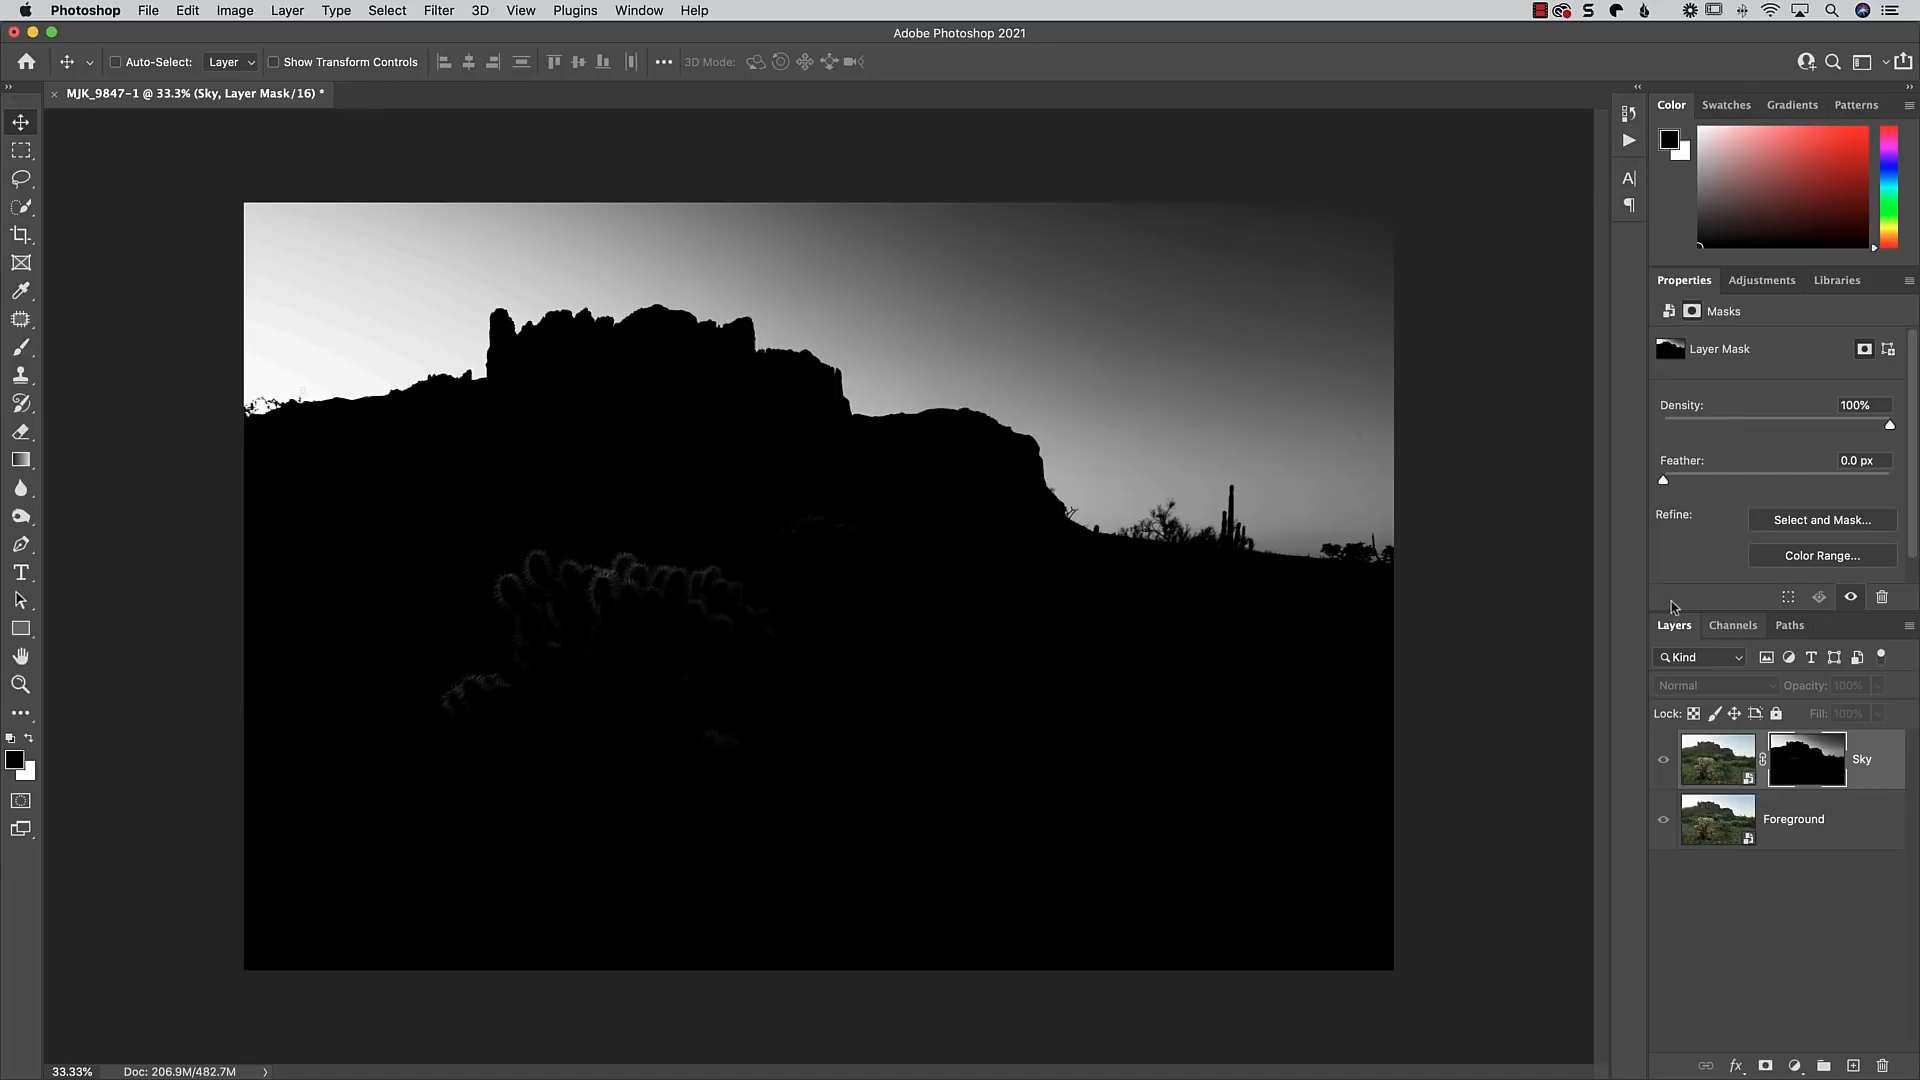 Photoshop File Edit Image Layer Type Select Filter 3D View Plugins Window Help
Adobe Photoshop 2021
Auto-Select: Layer Show Transform Controls 3D Mode:
MJK_9847-1 @ 33.3% (Sky, Layer Mask/16) *
Color Swatches Gradients Patterns
Properties Adjustments Libraries
Masks
Layer Mask
Density: 100%
Feather: 0.0 px
Refine: Select and Mask...
Color Range...
Layers Channels Paths
Kind
Normal Opacity: 100%
Lock: Fill: 100%
Sky
Foreground
33.33% Doc: 206.9M/482.7M